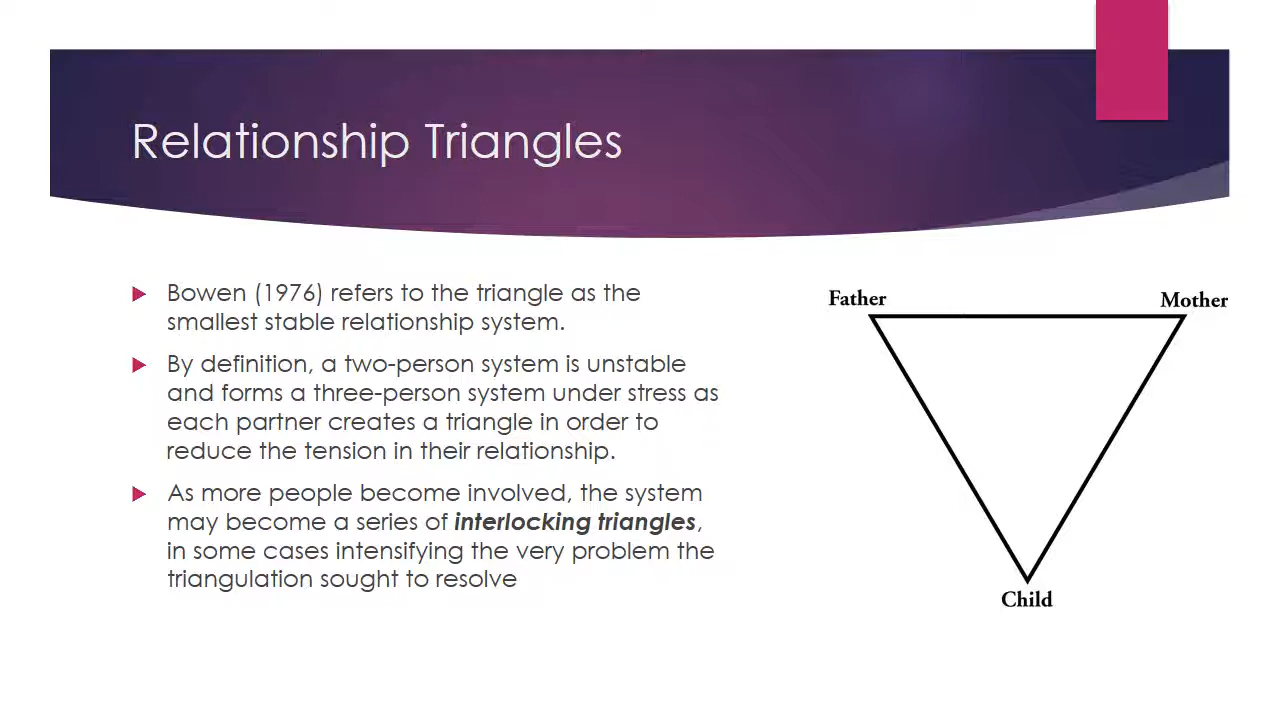 Relationship Triangles
Bowen (1976) refers to the triangle as the
smallest stable relationship system.
By definition, a two-person system is unstable
and forms a three-person system under stress as
each partner creates a triangle in order to
reduce the tension in their relationship.
As more people become involved, the system
may become a series of interlocking triangles,
in some cases intensifying the very problem the
triangulation sought to resolve
Father
Mother
Child